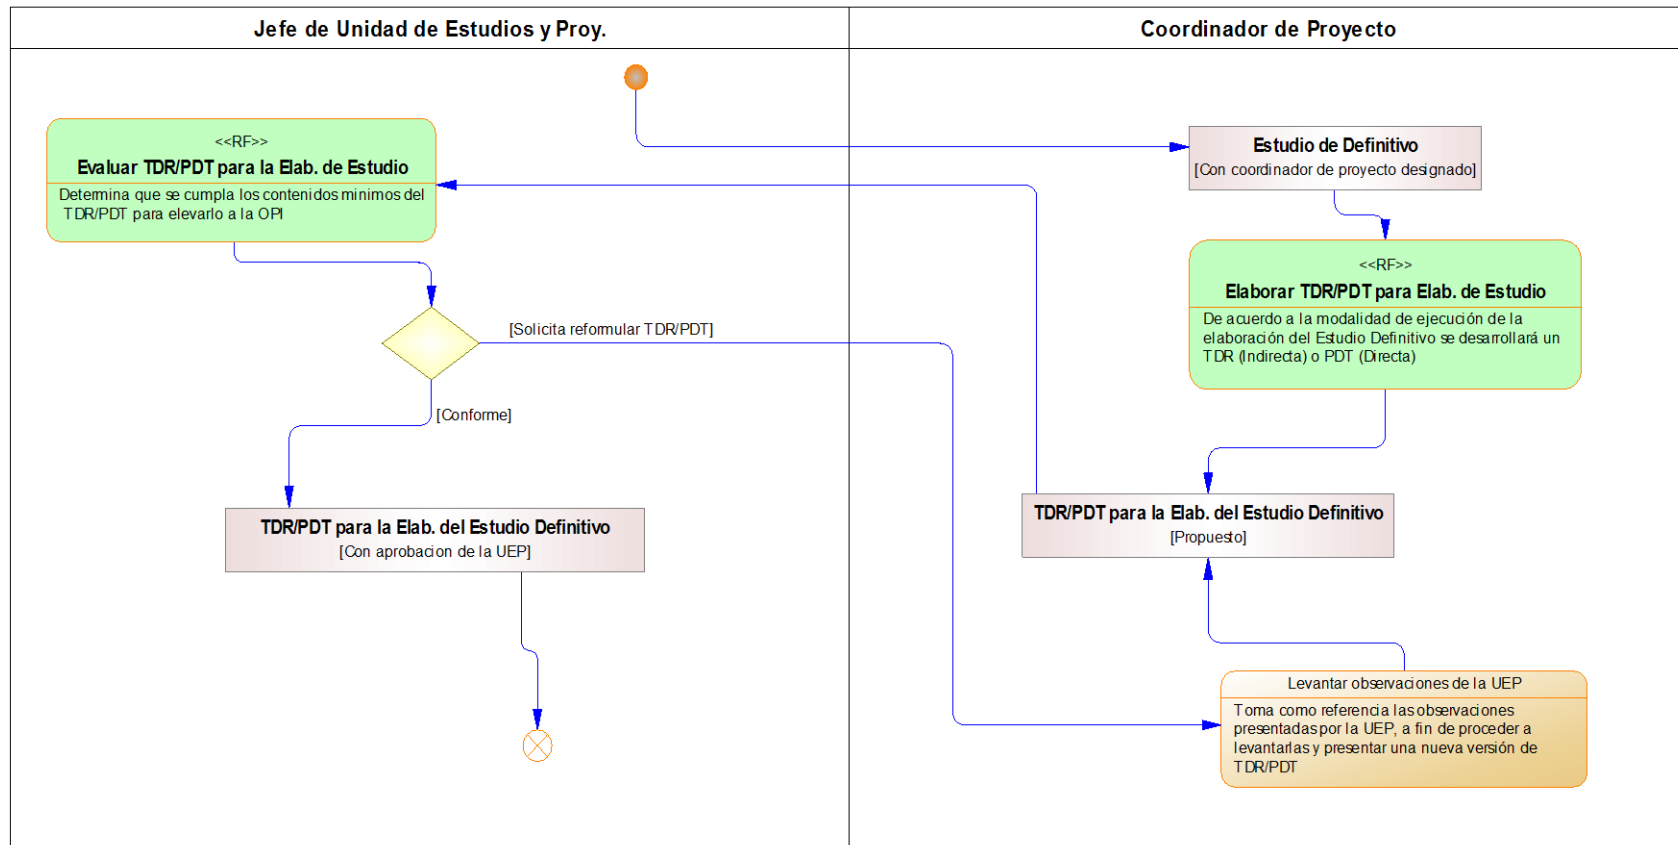 Jefe de Unidad de Estudios y Proy.
Coordinador de Proyecto
<<RF>>
Evaluar TDR/PDT para la Elab. de Estudio
Determina que se cumpla los contenidos minimos del
TDR/PDT para elevarlo a la OPI
Estudio de Definitivo
[Con coordinador de proyecto designado]
<<RF>>
Elaborar TDR/PDT para Elab. de Estudio
De acuerdo a la modalidad de ejecución de la
elaboración del Estudio Definitivo se desarrollará un
TDR (Indirecta) o PDT (Directa)
[Solicita reformular TDR/PDT]
[Conforme]
TDR/PDT para la Elab. del Estudio Definitivo
[Con aprobacion de la UEP]
TDR/PDT para la Elab. del Estudio Definitivo
[Propuesto]
Levantar observaciones de la UEP
Toma como referencia las observaciones
presentadas por la UEP, a fin de proceder a
levantarlas y presentar una nueva versión de
TDR/PDT